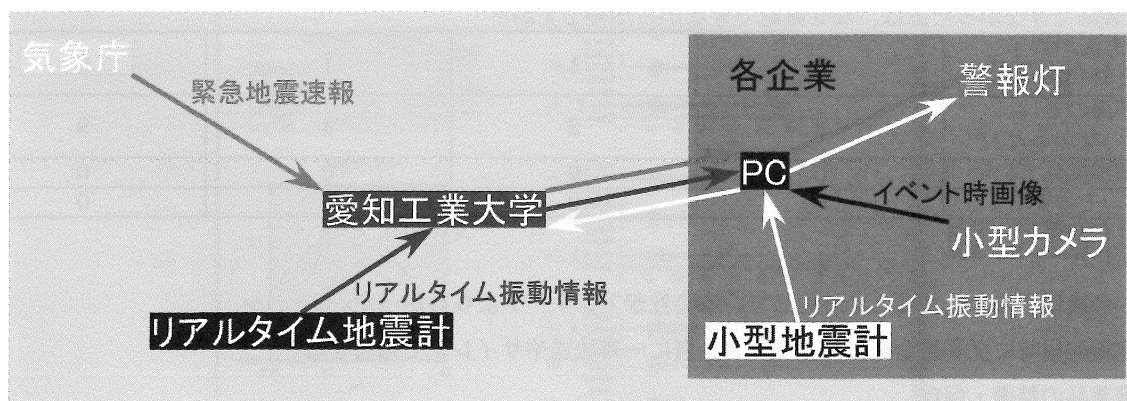 気象庁
緊急地震速報
各企業
警報灯
PC
イベント時画像
愛知工業大学
小型カメラ
リアルタイム振動情報
リアルタイム振動情報
リアルタイム地震計
小型地震計